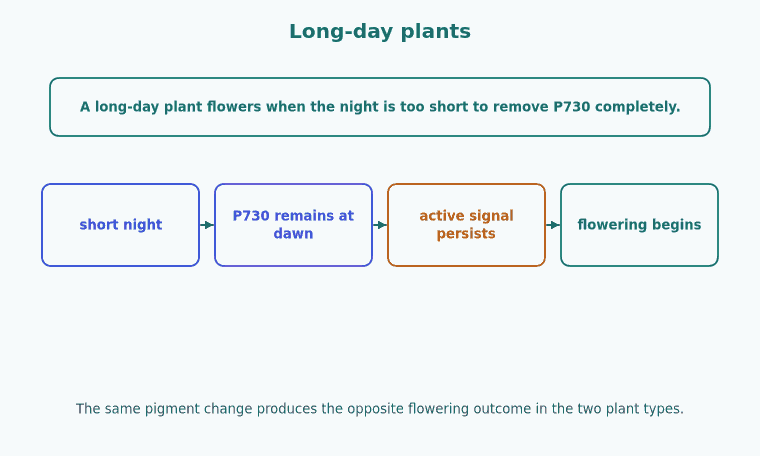 Long-day plants
A long-day plant flowers when the night is too short to remove P730 completely.
short night
P730 remains at
dawn
active signal
persists
flowering begins
The same pigment change produces the opposite flowering outcome in the two plant types.